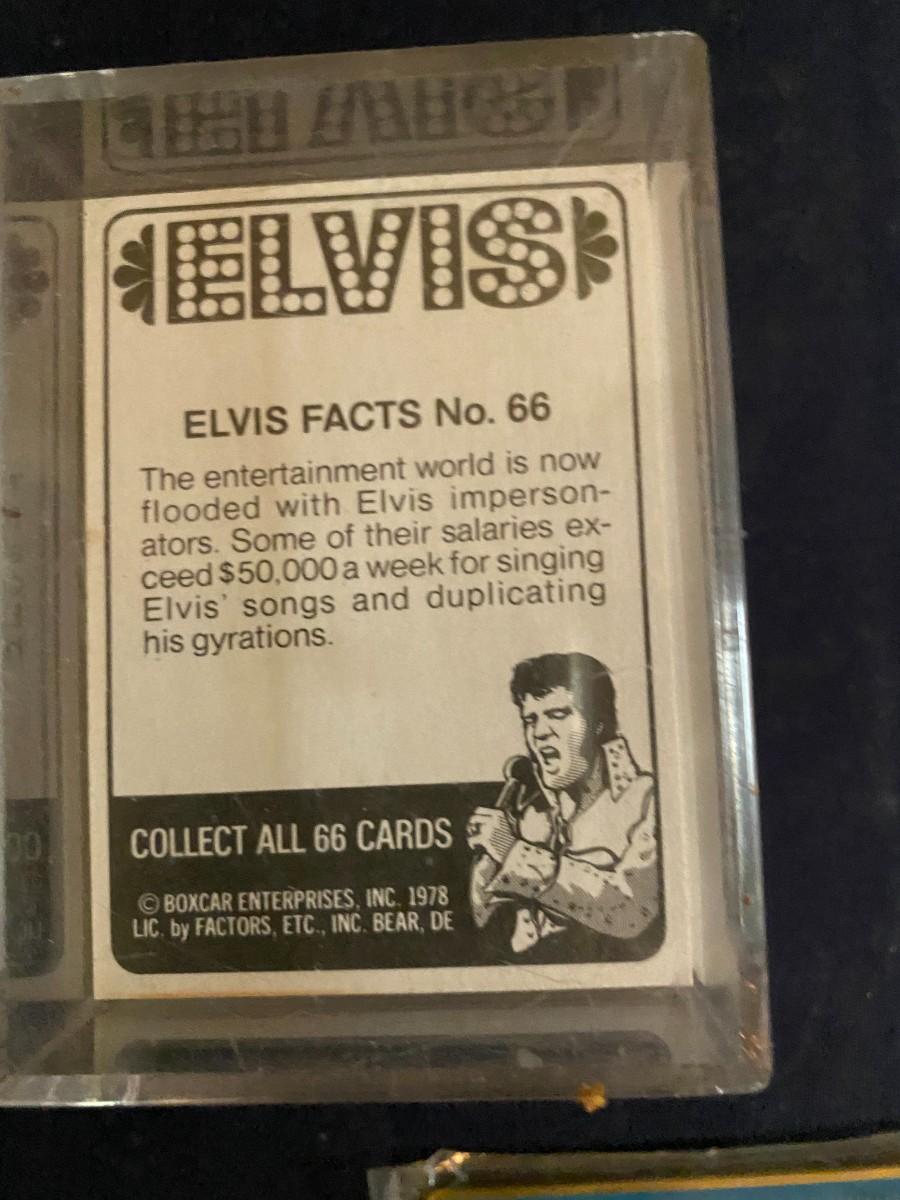 ELVIS
ELVIS FACTS No. 66
The entertainment world is now
flooded with Elvis imperson-
ators. Some of their salaries ex-
ceed $50,000 a week for singing
Elvis' songs and duplicating
his gyrations.
COLLECT ALL 66 CARDS
© BOXCAR ENTERPRISES, INC. 1978
LIC. by FACTORS, ETC., INC. BEAR, DE